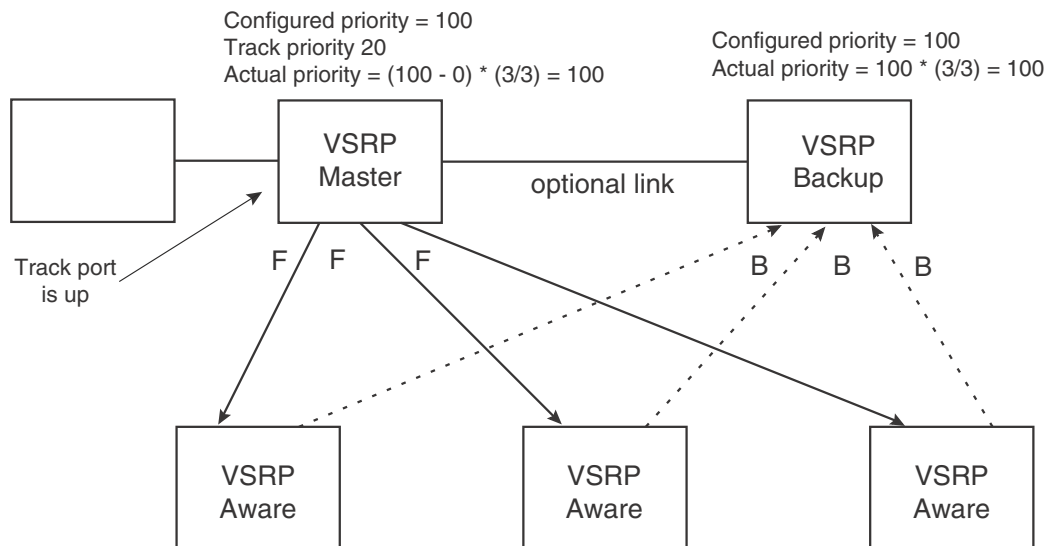 Configured priority = 100
Track priority 20
Actual priority = (100 - 0) * (3/3) = 100
Configured priority = 100
Actual priority = 100 * (3/3) = 100
VSRP
Master
optional link
VSRP
Backup
Track port
is up
F
F
F
B
B
B
VSRP
Aware
VSRP
Aware
VSRP
Aware